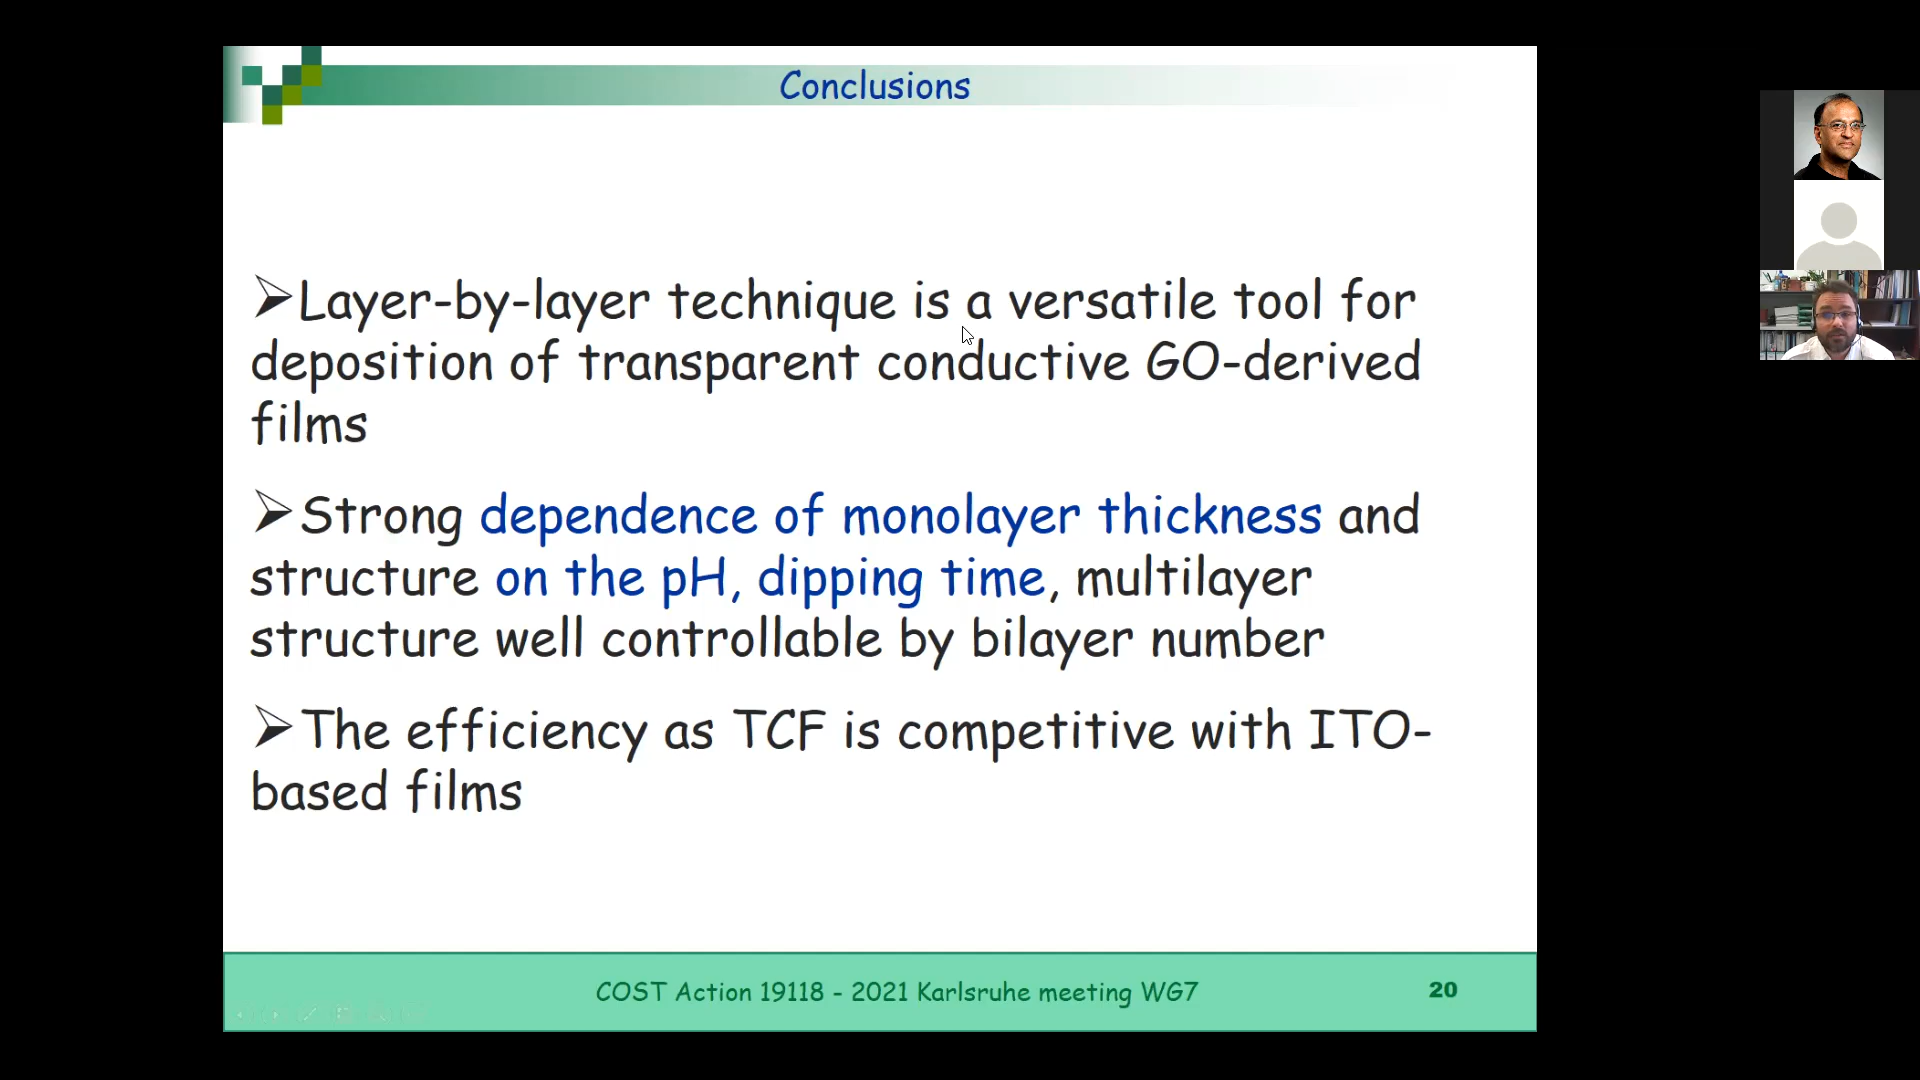 Conclusions
➢Layer-by-layer technique is a versatile tool for
deposition of transparent conductive GO-derived
films
➢Strong dependence of monolayer thickness and
structure on the pH, dipping time, multilayer
structure well controllable by bilayer number
➢The efficiency as TCF is competitive with ITO-
based films
COST Action 19118 - 2021 Karlsruhe meeting WG7
20